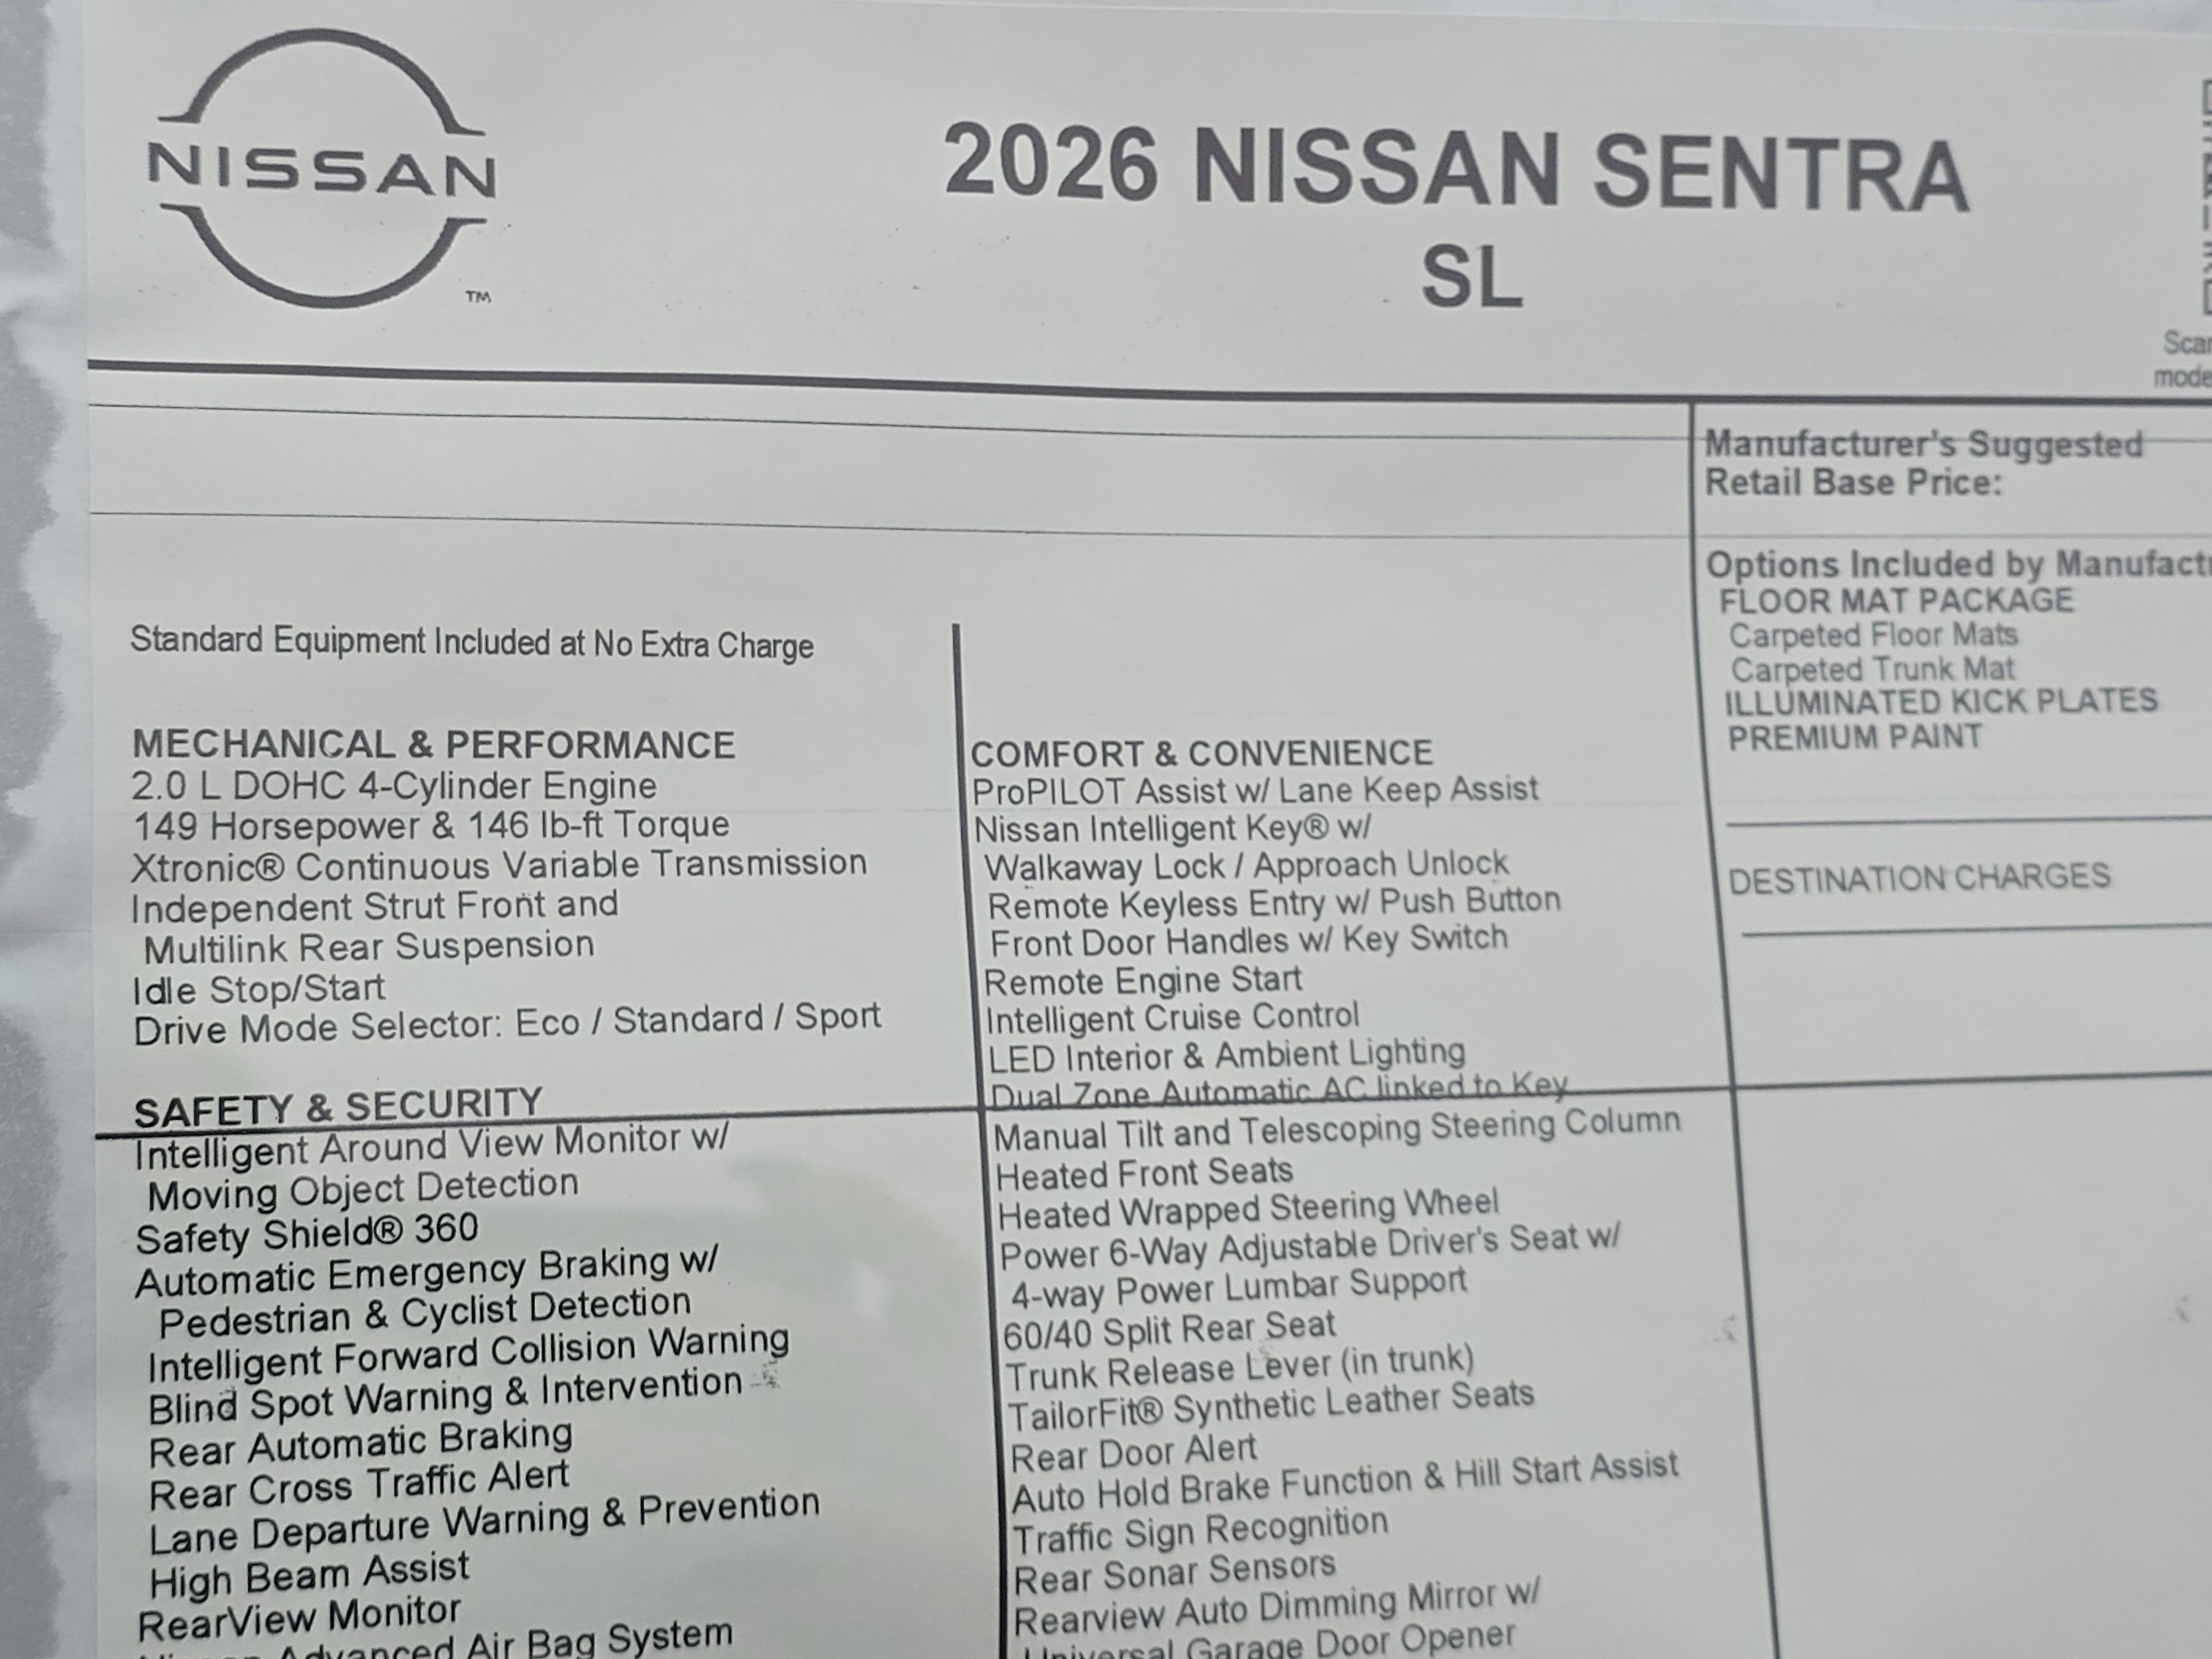 NISSAN
TM
2026 NISSAN SENTRA
SL
Manufacturer's Suggested
Retail Base Price:
Options Included by
FLOOR MAT PACKAGE
Carpeted Floor Mats
Carpeted Trunk Mat
ILLUMINATED KICK PLATES
PREMIUM PAINT
DESTINATION CHARGES
Standard Equipment Included at No Extra Charge
MECHANICAL & PERFORMANCE
2.0 L DOHC 4-Cylinder Engine
149 Horsepower & 146 lb-ft Torque
Xtronic® Continuous Variable Transmission
Independent Strut Front and
Multilink Rear Suspension
Idle Stop/Start
Drive Mode Selector: Eco / Standard / Sport
SAFETY & SECURITY
Intelligent Around View Monitor w/
Moving Object Detection
Safety Shield® 360
Automatic Emergency Braking w/
Pedestrian & Cyclist Detection
Intelligent Forward Collision Warning
Blind Spot Warning & Intervention
Rear Automatic Braking
Rear Cross Traffic Alert
Lane Departure Warning & Prevention
High Beam Assist
RearView Monitor
Advanced Air Bag System
COMFORT & CONVENIENCE
ProPILOT Assist w/ Lane Keep Assist
Nissan Intelligent Key® w/
Walkaway Lock / Approach Unlock
Remote Keyless Entry w/ Push Button
Front Door Handles w/ Key Switch
Remote Engine Start
Intelligent Cruise Control
LED Interior & Ambient Lighting
Dual Zone Automatic AC linked to Key
Manual Tilt and Telescoping Steering Column
Heated Front Seats
Heated Wrapped Steering Wheel
Power 6-Way Adjustable Driver's Seat w/
4-way Power Lumbar Support
60/40 Split Rear Seat
Trunk Release Lever (in trunk)
TailorFit® Synthetic Leather Seats
Rear Door Alert
Auto Hold Brake Function & Hill Start Assist
Traffic Sign Recognition
Rear Sonar Sensors
Rearview Auto Dimming Mirror w/
Universal Garage Door Opener